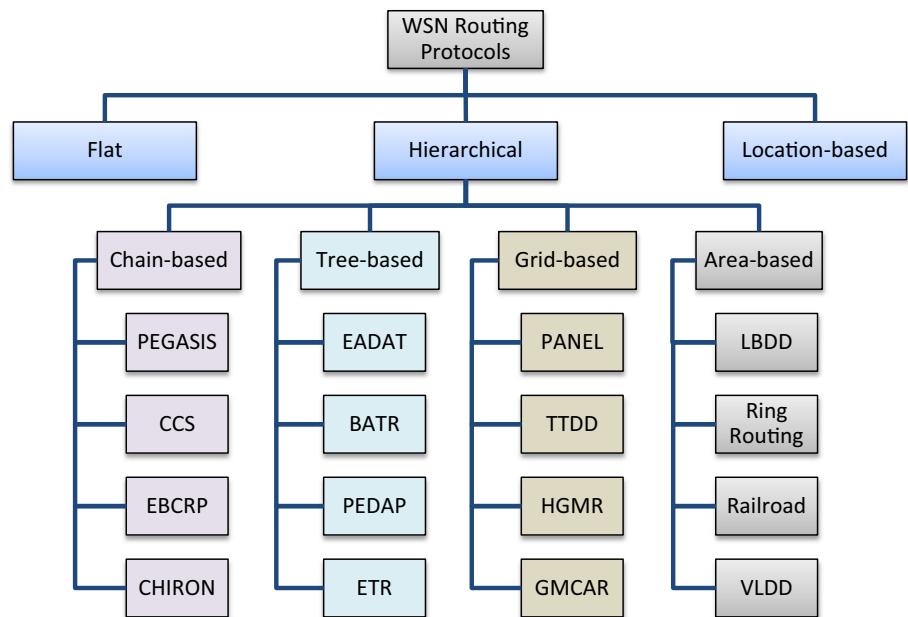 WSN Routing
Protocols
Flat
Hierarchical
Location-based
Chain-based
Tree-based
Grid-based
Area-based
PEGASIS
EADAT
PANEL
LBDD
CCS
BATR
TTDD
Ring
Routing
EBCRP
PEDAP
HGMR
Railroad
CHIRON
ETR
GMCAR
VLDD